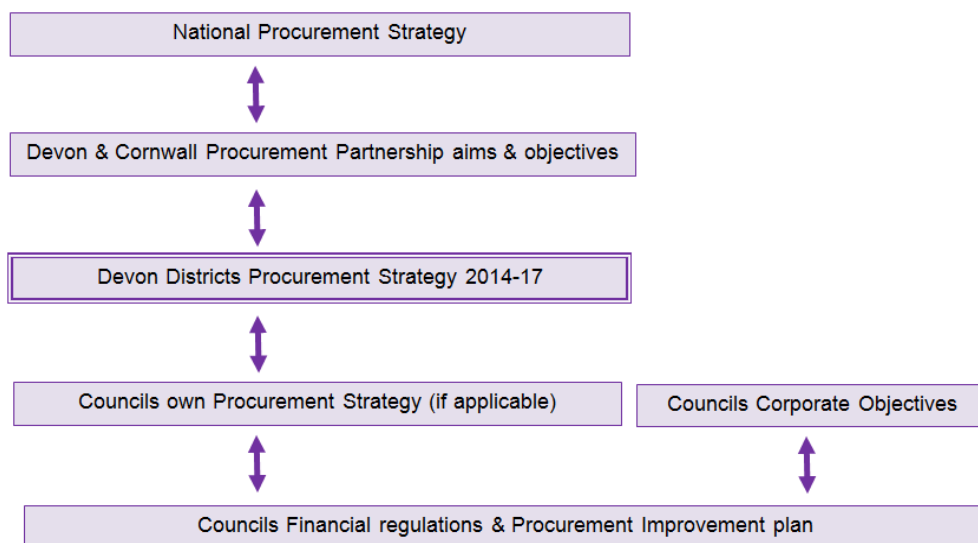 National Procurement Strategy
Devon & Cornwall Procurement Partnership aims & objectives
Devon Districts Procurement Strategy 2014-17
Councils own Procurement Strategy (if applicable)
Councils Corporate Objectives
Councils Financial regulations & Procurement Improvement plan